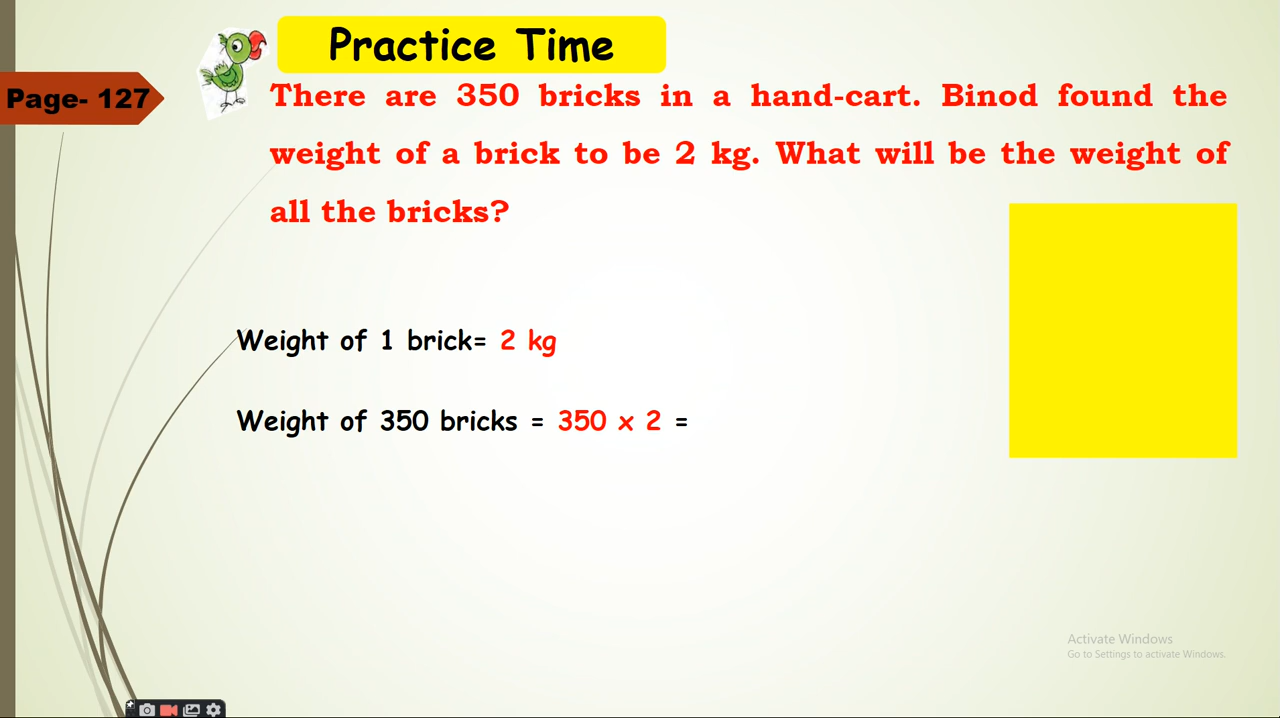 Practice Time
Page- 127
There are 350 bricks in a hand-cart. Binod found the
weight of a brick to be 2 kg. What will be the weight of
all the bricks?
Weight of 1 brick= 2 kg
Weight of 350 bricks = 350 x 2 =
Activate Windows
Go to Settings to activate Windows.